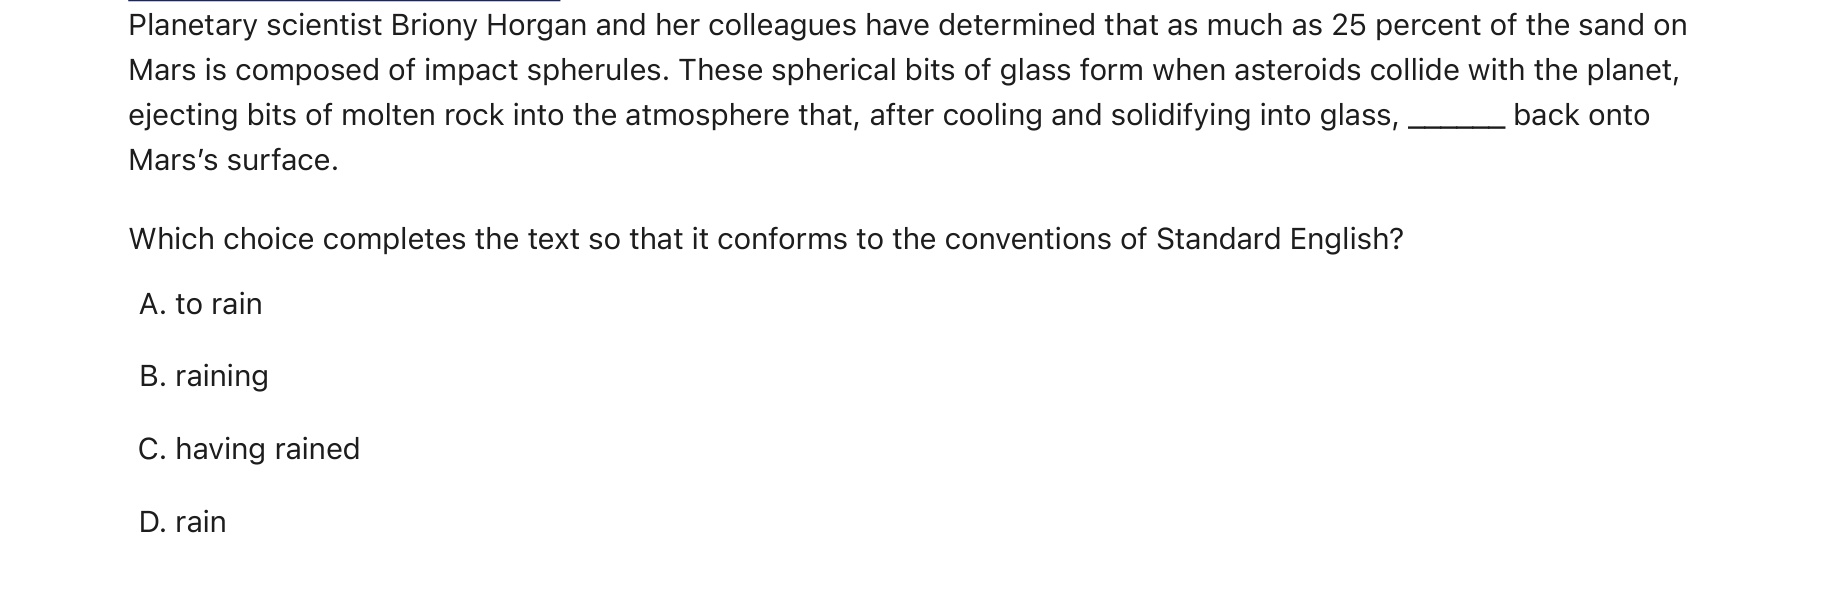 Planetary scientist Briony Horgan and her colleagues have determined that as much as 25 percent of the sand on
Mars is composed of impact spherules. These spherical bits of glass form when asteroids collide with the planet,
ejecting bits of molten rock into the atmosphere that, after cooling and solidifying into glass, ______ back onto
Mars’s surface.
Which choice completes the text so that it conforms to the conventions of Standard English?
A. to rain
B. raining
C. having rained
D. rain